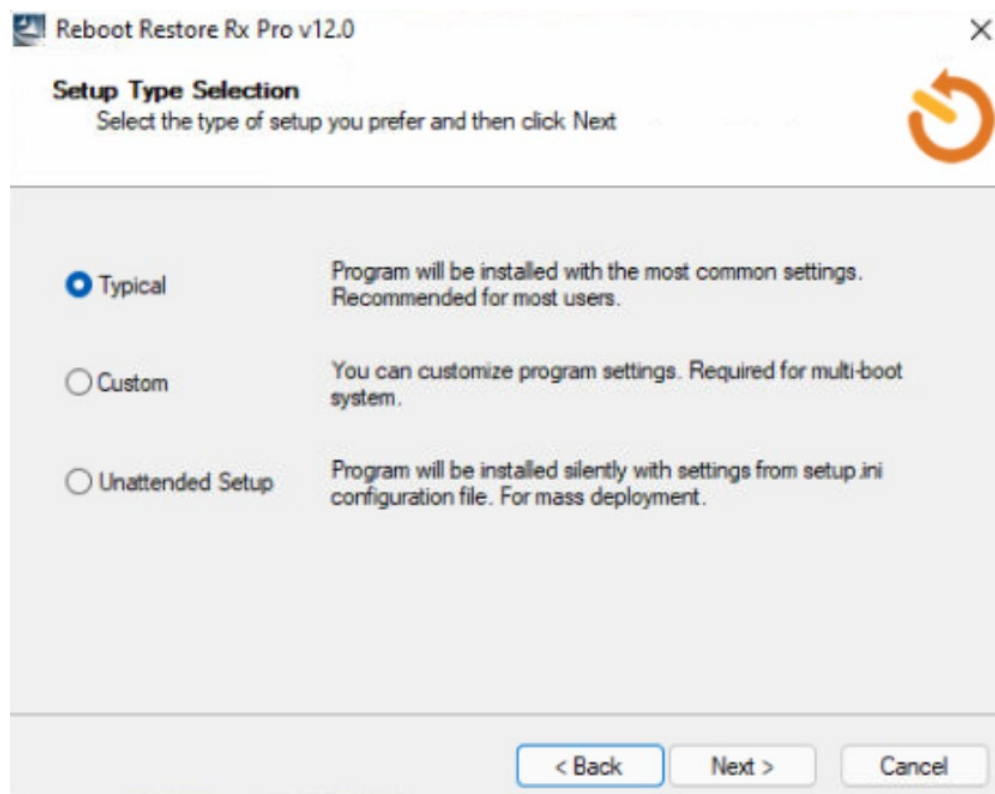 Reboot Restore Rx Pro v12.0
Setup Type Selection
Select the type of setup you prefer and then click Next
Typical
Program will be installed with the most common settings.
Recommended for most users.
Custom
You can customize program settings. Required for multi-boot
system.
Unattended Setup
Program will be installed silently with settings from setup.ini
configuration file. For mass deployment.
< Back
Next >
Cancel